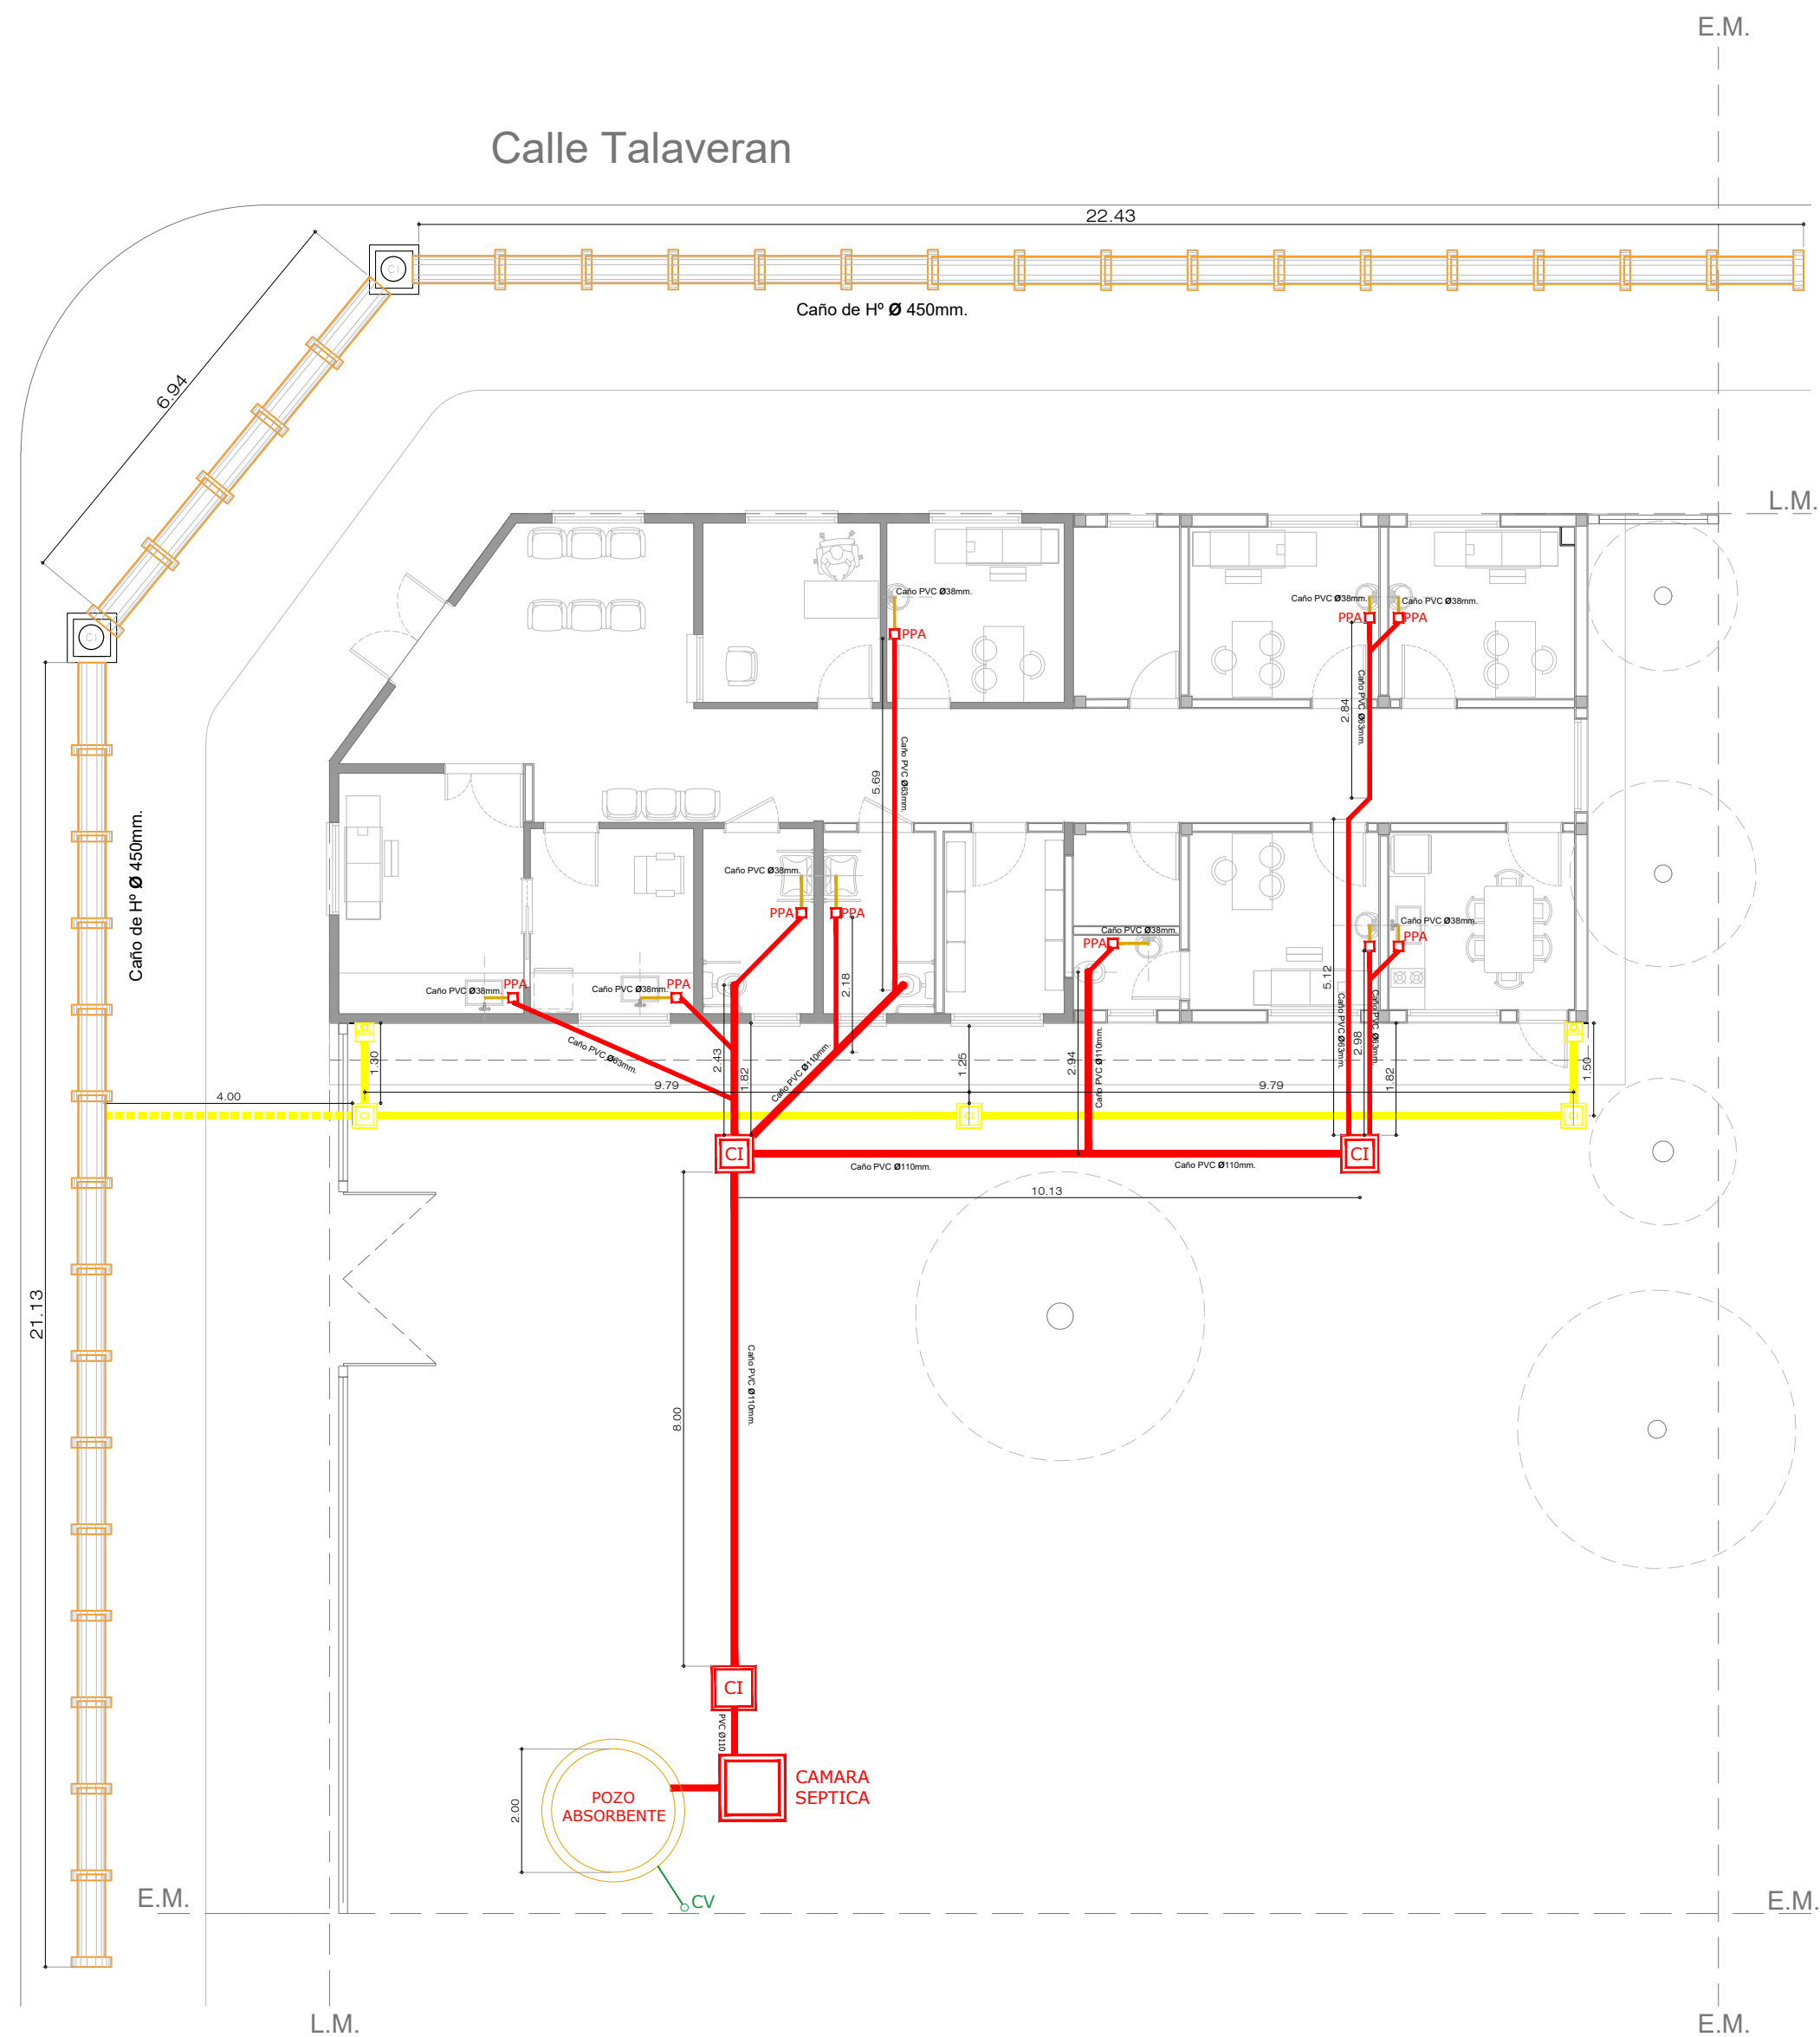 E.M.
Calle Talaveran
22.43
CI
Caño de Hº Ø 450mm.
6.94
L.M.
CI
Caño PVC Ø38mm.
PPA
Caño PVC Ø38mm.
Caño PVC Ø38mm.
PPA
PPA
2.84
Caño PVC Ø63mm.
5.69
Caño PVC Ø63mm.
Caño de Hº Ø 450mm.
Caño PVC Ø38mm.
PPA
PPA
2.18
Caño PVC Ø38mm.
PPA
Caño PVC Ø38mm.
PPA
5.12
Caño PVC Ø63mm.
Caño PVC Ø63mm.
2.98
Caño PVC Ø38mm.
PPA
Caño PVC Ø38mm.
PPA
Caño PVC Ø63mm.
2.43
1.82
Caño PVC Ø110mm.
1.30
1.25
2.94
Caño PVC Ø110mm.
1.82
1.50
9.79
9.79
4.00
CI
CI
CI
CI
CI
Caño PVC Ø110mm.
Caño PVC Ø110mm.
10.13
21.13
8.00
Caño PVC Ø110mm.
CI
PVC Ø110
CAMARA
SEPTICA
POZO
ABSORBENTE
2.00
CV
E.M.
E.M.
L.M.
E.M.